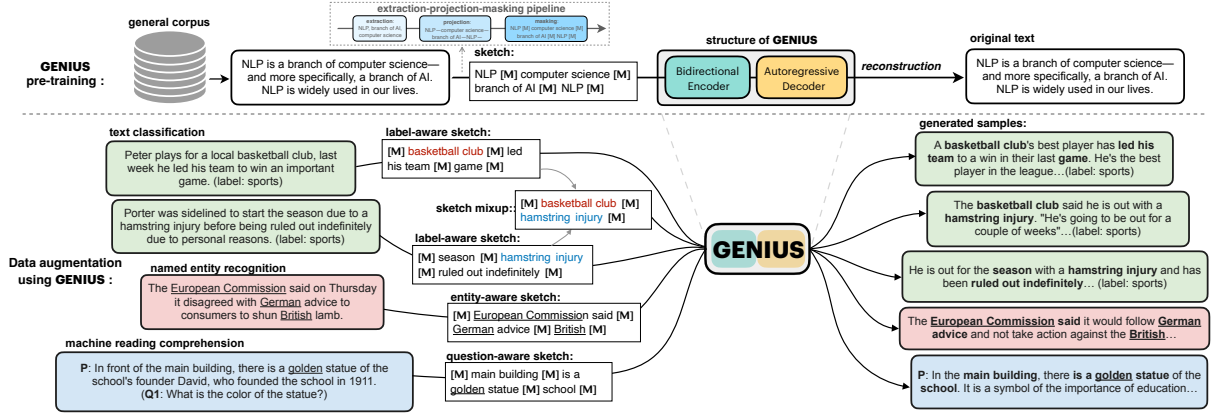 extraction-projection-masking pipeline
extraction:
NLP, branch of AI,
computer science
projection:
NLP—computer science—
branch of AI –NLP—
masking:
NLP [M] computer science [M]
branch of AI [M] NLP [M]
general corpus
GENIUS
pre-training :
NLP is a branch of computer science—
and more specifically, a branch of AI.
NLP is widely used in our lives.
sketch:
NLP [M] computer science [M]
branch of AI [M] NLP [M]
structure of GENIUS
Bidirectional
Encoder
Autoregressive
Decoder
reconstruction
original text
NLP is a branch of computer science—
and more specifically, a branch of AI.
NLP is widely used in our lives.
Data augmentation
using GENIUS :
text classification
Peter plays for a local basketball club, last
week he led his team to win an important
game. (label: sports)
Porter was sidelined to start the season due to a
hamstring injury before being ruled out indefinitely
due to personal reasons. (label: sports)
named entity recognition
The European Commission said on Thursday
it disagreed with German advice to
consumers to shun British lamb.
machine reading comprehension
P: In front of the main building, there is a golden statue of the
school's founder David, who founded the school in 1911.
(Q1: What is the color of the statue?)
label-aware sketch:
[M] basketball club [M] led
his team [M] game [M]
sketch mixup::
[M] basketball club [M]
hamstring injury [M]
label-aware sketch:
[M] season [M] hamstring injury
[M] ruled out indefinitely [M]
entity-aware sketch:
[M] European Commission said [M]
German advice [M] British [M]
question-aware sketch:
[M] main building [M] is a
golden statue [M] school [M]
GENIUS
generated samples:
A basketball club's best player has led his
team to a win in their last game. He's the best
player in the league…(label: sports)
The basketball club said he is out with a
hamstring injury. "He's going to be out for a
couple of weeks"…(label: sports)
He is out for the season with a hamstring injury and has
been ruled out indefinitely… (label: sports)
The European Commission said it would follow German
advice and not take action against the British…
P: In the main building, there is a golden statue of the
school. It is a symbol of the importance of education…